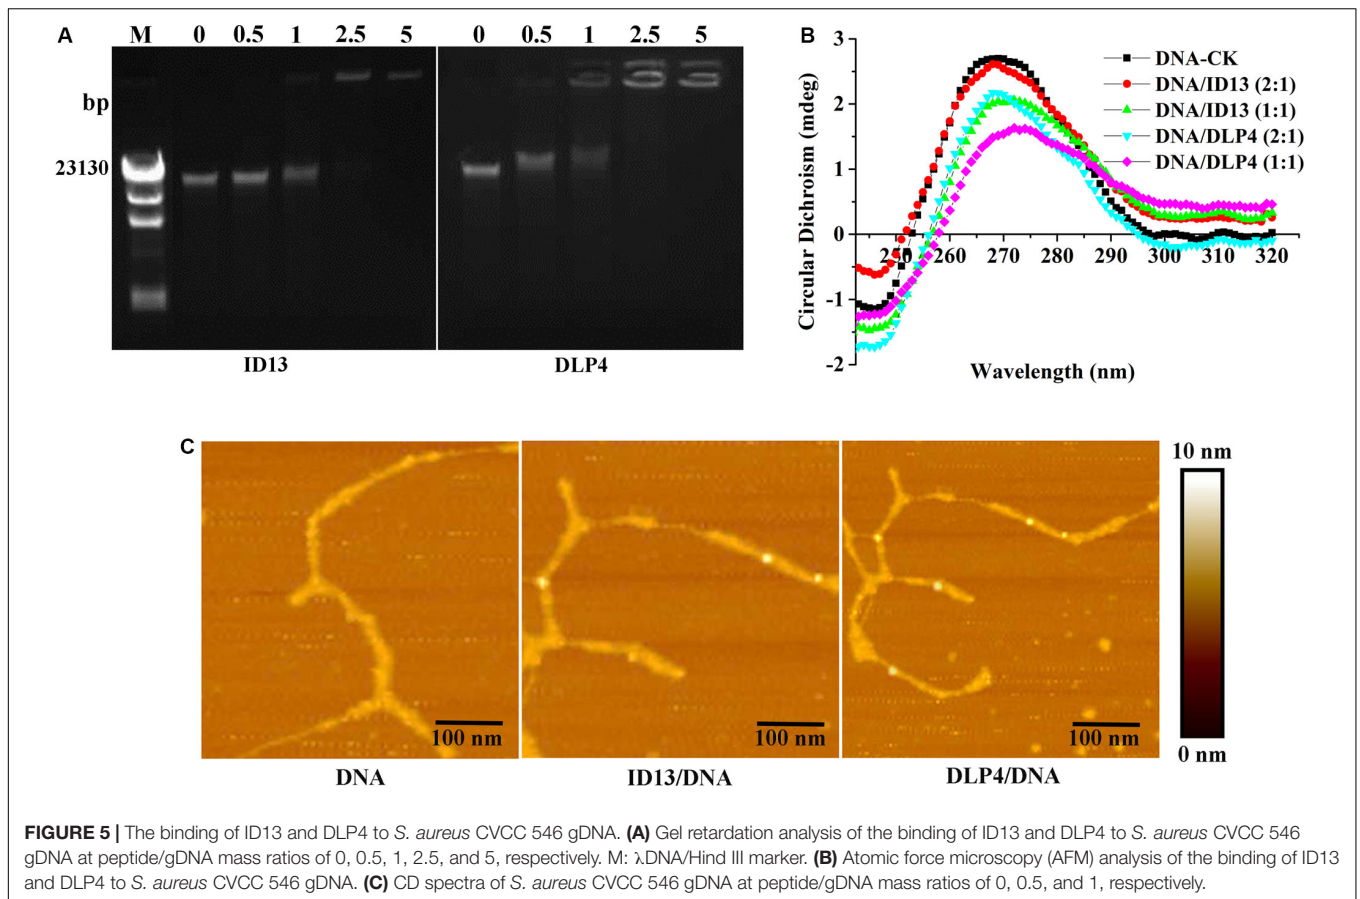 A
M 0 0.5 1 2.5 5
0 0.5 1 2.5 5
bp
23130
ID13
DLP4
B
Circular Dichroism (mdeg)
3
2
1
0
-1
-2
240 260 270 280 290 300 310 320
Wavelength (nm)
DNA-CK
DNA/ID13 (2:1)
DNA/ID13 (1:1)
DNA/DLP4 (2:1)
DNA/DLP4 (1:1)
C
100 nm
100 nm
100 nm
DNA
ID13/DNA
DLP4/DNA
10 nm
0 nm
FIGURE 5 | The binding of ID13 and DLP4 to S. aureus CVCC 546 gDNA. (A) Gel retardation analysis of the binding of ID13 and DLP4 to S. aureus CVCC 546
gDNA at peptide/gDNA mass ratios of 0, 0.5, 1, 2.5, and 5, respectively. M: λDNA/Hind III marker. (B) Atomic force microscopy (AFM) analysis of the binding of ID13
and DLP4 to S. aureus CVCC 546 gDNA. (C) CD spectra of S. aureus CVCC 546 gDNA at peptide/gDNA mass ratios of 0, 0.5, and 1, respectively.